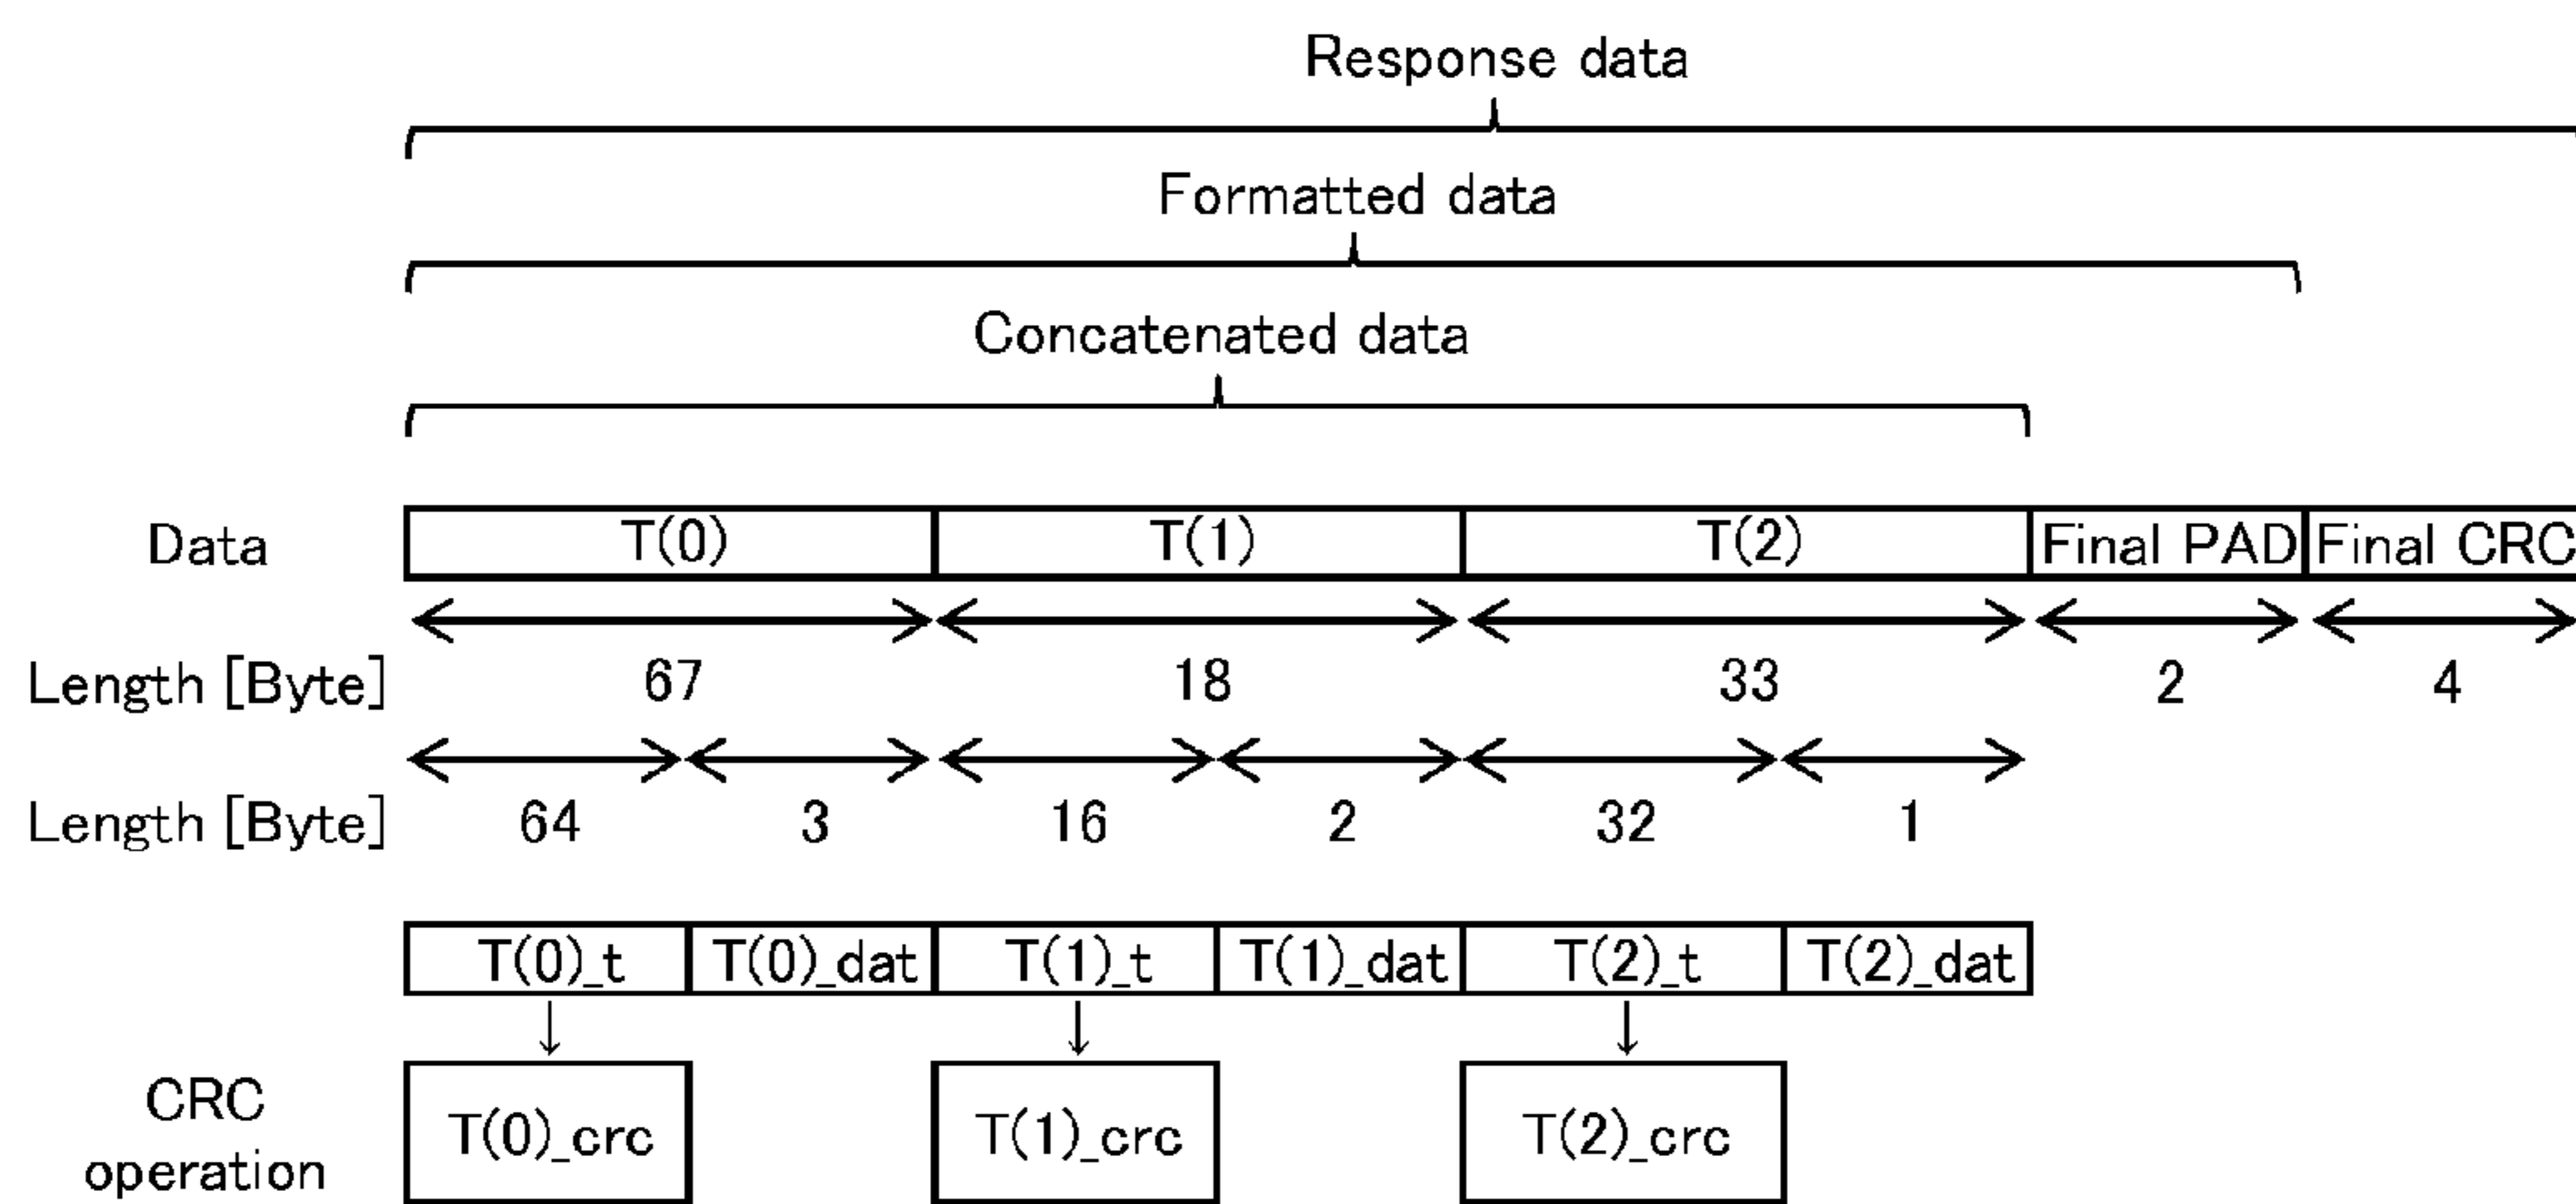 Response data
Formatted data
Concatenated data
Data T(0) T(1) T(2) Final PAD Final CRC
Length [Byte] 67 18 33 2 4
Length [Byte] 64 3 16 2 32 1
T(0)_t T(0)_dat T(1)_t T(1)_dat T(2)_t T(2)_dat
CRC
operation T(0)_crc T(1)_crc T(2)_crc